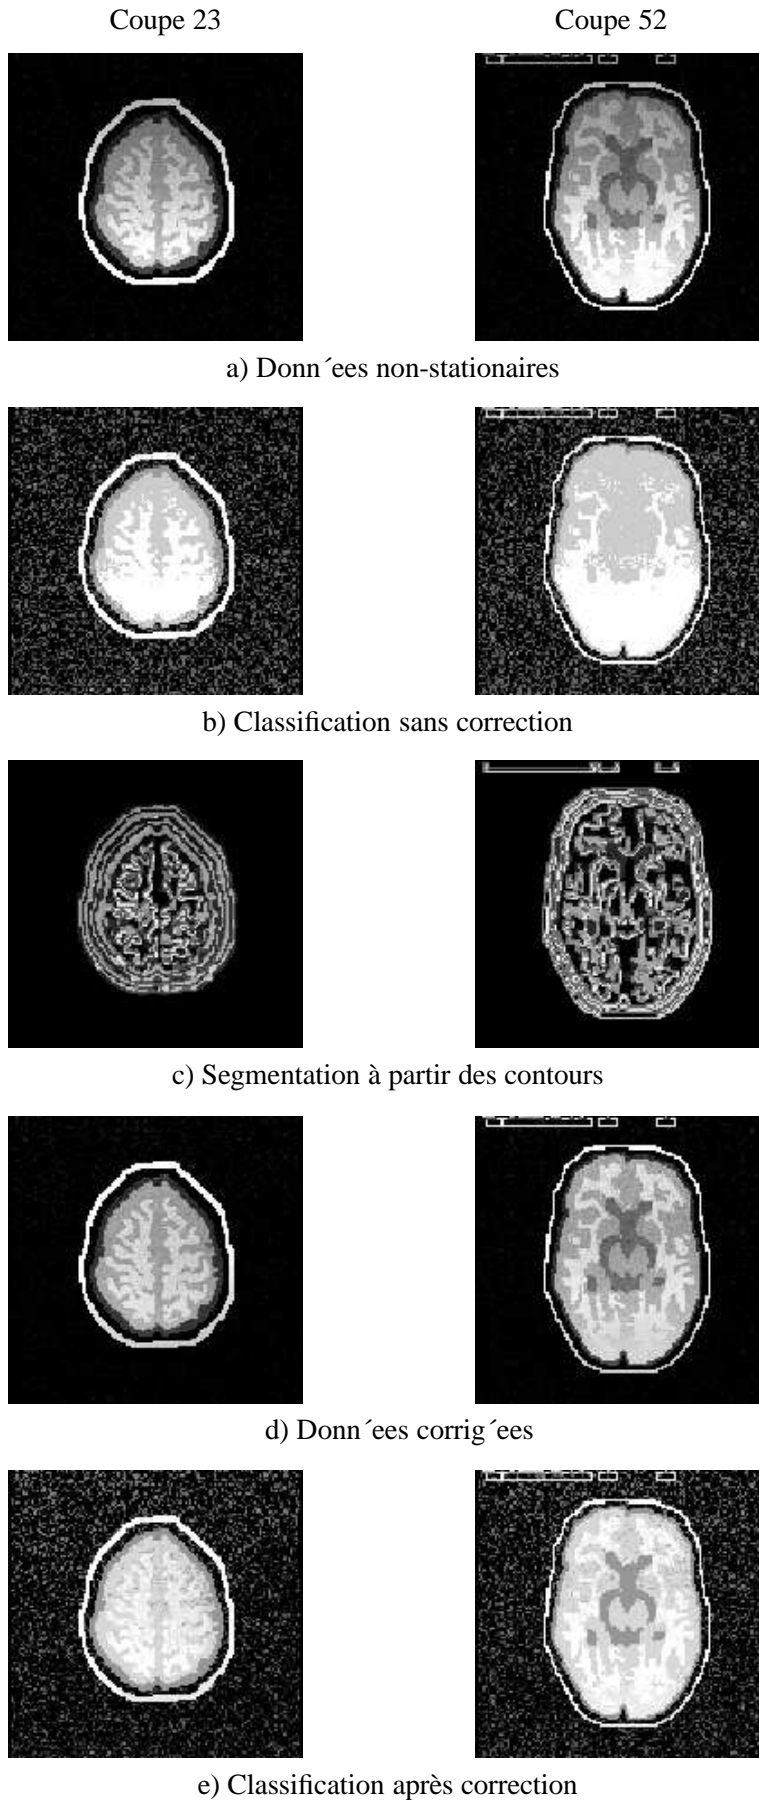 Coupe 23
Coupe 52
a) Donn´ees non-stationaires
b) Classification sans correction
c) Segmentation à partir des contours
d) Donn´ees corrig´ees
e) Classification après correction